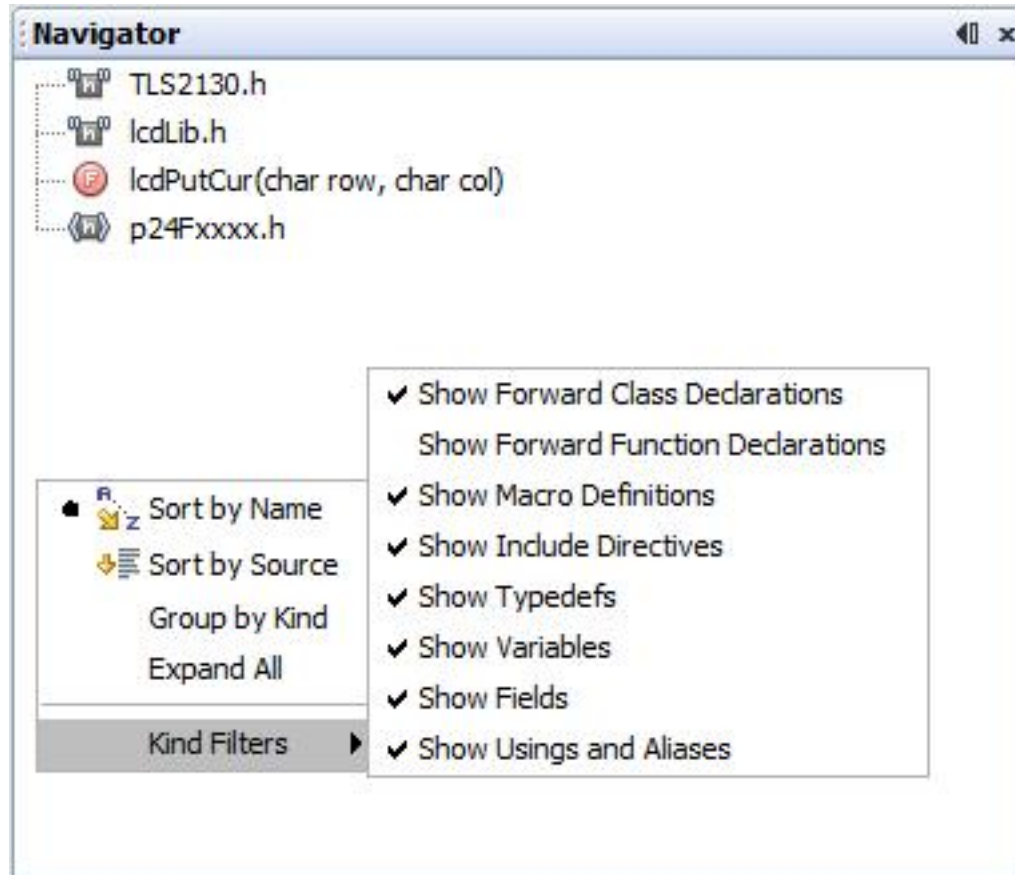 Navigator
TLS2130.h
lcdLib.h
lcdPutCur(char row, char col)
p24Fxxxx.h
Sort by Name
Sort by Source
Group by Kind
Expand All
Kind Filters
Show Forward Class Declarations
Show Forward Function Declarations
Show Macro Definitions
Show Include Directives
Show Typedefs
Show Variables
Show Fields
Show Usings and Aliases